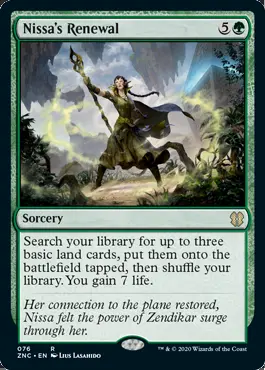 Nissa's Renewal 5
Sorcery
Search your library for up to three
basic land cards, put them onto the
battlefield tapped, then shuffle your
library. You gain 7 life.
Her connection to the plane restored,
Nissa felt the power of Zendikar surge
through her.
076 R
ZNC • EN Lius Lasahido
™ & © 2020 Wizards of the Coast